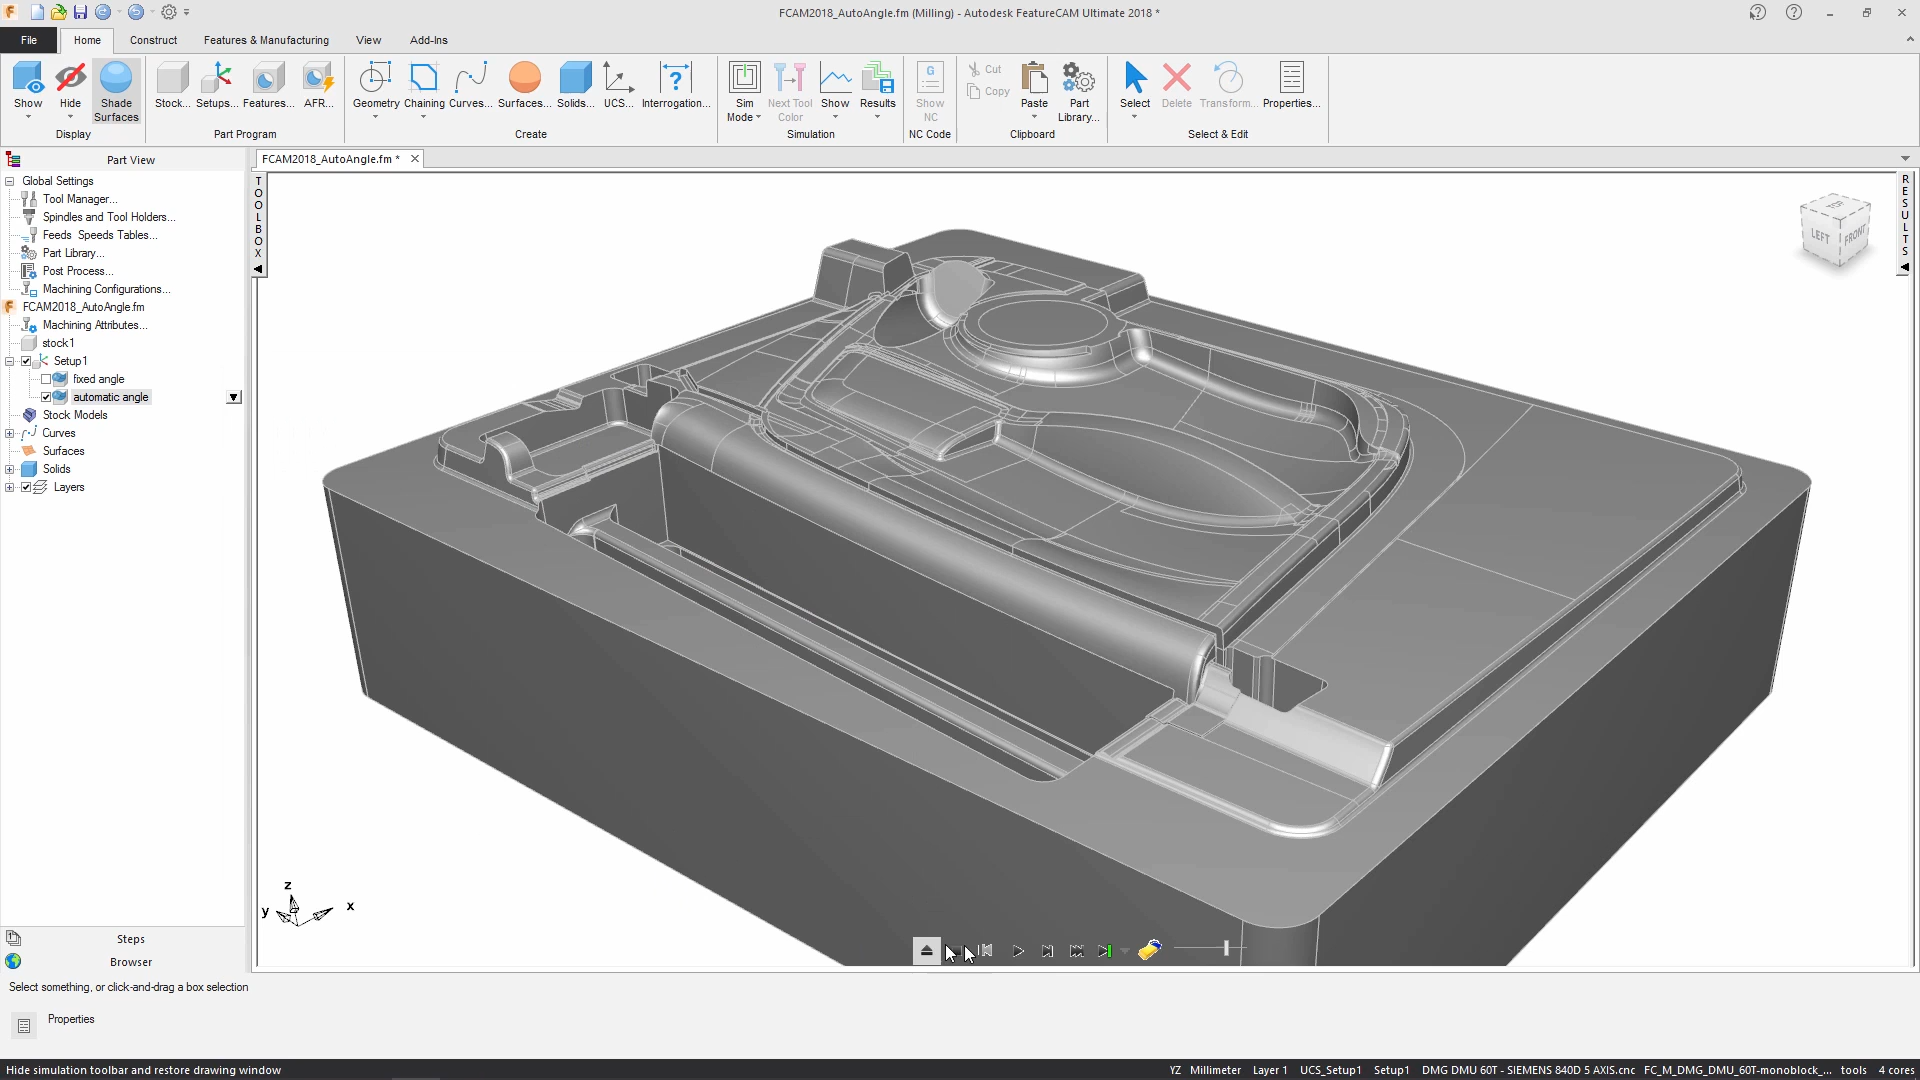 FCAM2018_AutoAngle.fm (Milling) - Autodesk FeatureCAM Ultimate 2018 *
File
Home
Construct
Features & Manufacturing
View
Add-Ins
Show
Hide
Shade Surfaces
Stock...
Setups...
Features...
AFR...
Geometry
Chaining
Curves...
Surfaces...
Solids...
UCS...
Interrogation...
Sim Mode
Next Tool Color
Show
Results
Show NC
Cut
Copy
Paste
Part Library...
Select
Delete
Transform...
Properties...
Display
Part Program
Create
Simulation
NC Code
Clipboard
Select & Edit
Part View
FCAM2018_AutoAngle.fm *
Global Settings
Tool Manager...
Spindles and Tool Holders...
Feeds Speeds Tables...
Part Library...
Post Process...
Machining Configurations...
FCAM2018_AutoAngle.fm
Machining Attributes...
stock1
Setup1
fixed angle
automatic angle
Stock Models
Curves
Surfaces
Solids
Layers
TOOLBOX
RESULTS
TOP
LEFT
FRONT
z
y
x
Steps
Browser
Select something, or click-and-drag a box selection
Properties
Hide simulation toolbar and restore drawing window
YZ Millimeter Layer 1 UCS_Setup1 Setup1 DMG DMU 60T - SIEMENS 840D 5 AXIS.cnc FC_M_DMG_DMU_60T-monoblock_... tools 4 cores